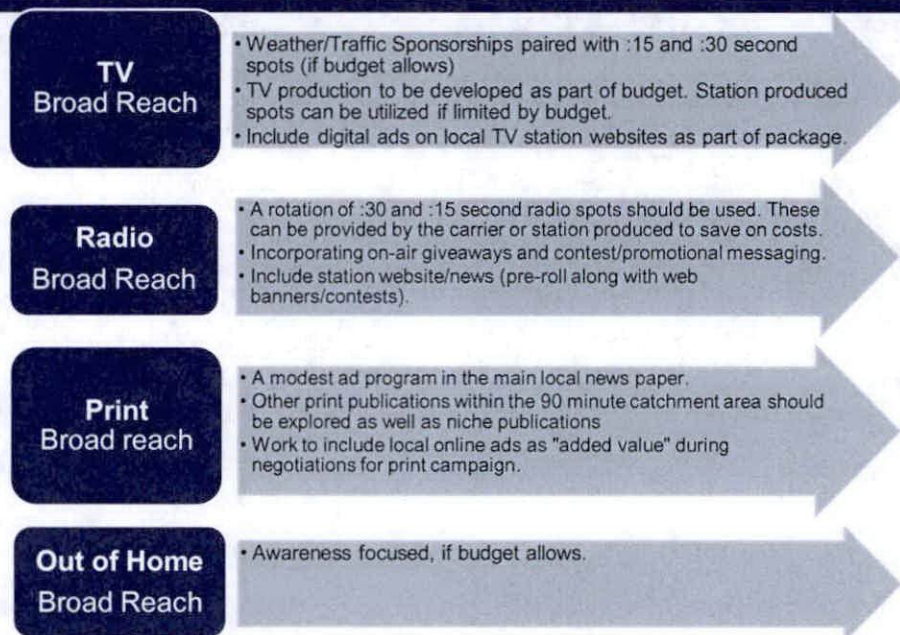 TV
Broad Reach
• Weather/Traffic Sponsorships paired with :15 and :30 second
spots (if budget allows)
• TV production to be developed as part of budget. Station produced
spots can be utilized if limited by budget.
• Include digital ads on local TV station websites as part of package.
Radio
Broad Reach
• A rotation of :30 and :15 second radio spots should be used. These
can be provided by the carrier or station produced to save on costs.
• Incorporating on-air giveaways and contest/promotional messaging.
• Include station website/news (pre-roll along with web
banners/contests).
Print
Broad reach
• A modest ad program in the main local news paper.
• Other print publications within the 90 minute catchment area should
be explored as well as niche publications
• Work to include local online ads as "added value" during
negotiations for print campaign.
Out of Home
Broad Reach
• Awareness focused, if budget allows.